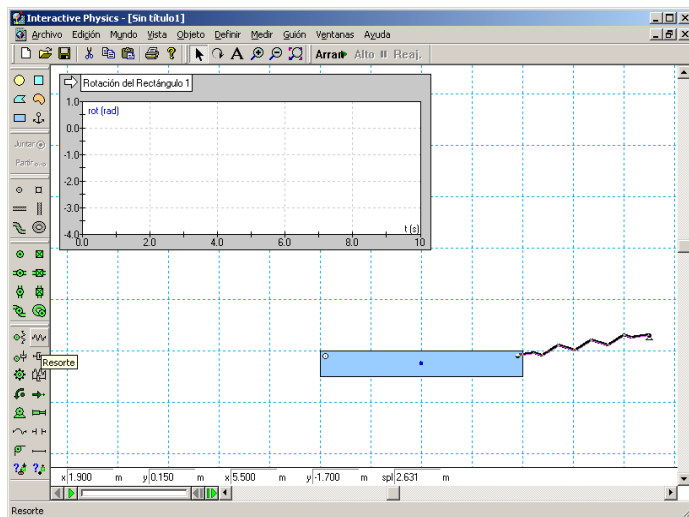 Interactive Physics - [Sin título1]
Archivo Edición Mundo Vista Objeto Definir Medir Guión Ventanas Ayuda
A Arran Alto II Reaj.
Rotación del Rectángulo 1
rot (rad)
1.0
0.0
-1.0
-2.0
-3.0
-4.0
0.0 2.0 4.0 6.0 8.0 10
t (s)
Juntar
Partir
Resorte
x 1.900 m y 0.150 m x 5.500 m y -1.700 m spl 2.631 m
Resorte